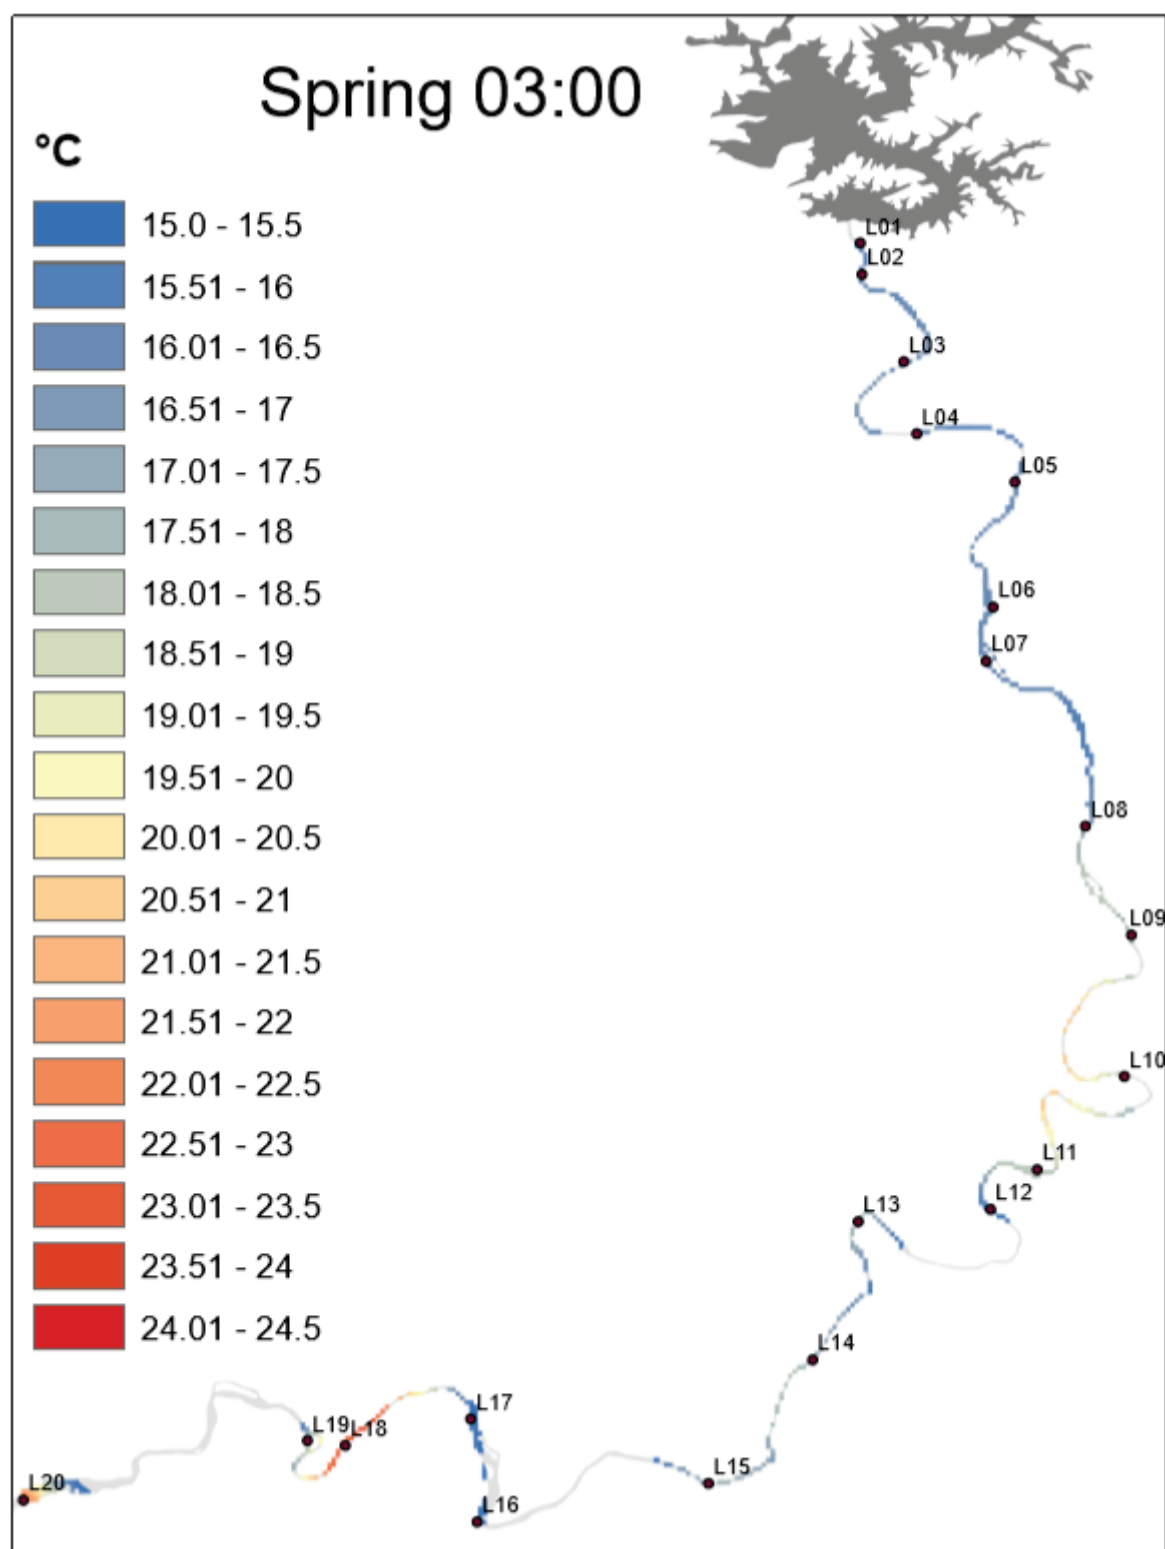 Spring 03:00
°C
15.0 - 15.5
15.51 - 16
16.01 - 16.5
16.51 - 17
17.01 - 17.5
17.51 - 18
18.01 - 18.5
18.51 - 19
19.01 - 19.5
19.51 - 20
20.01 - 20.5
20.51 - 21
21.01 - 21.5
21.51 - 22
22.01 - 22.5
22.51 - 23
23.01 - 23.5
23.51 - 24
24.01 - 24.5
L01
L02
L03
L04
L05
L06
L07
L08
L09
L10
L11
L12
L13
L14
L15
L16
L17
L18
L19
L20